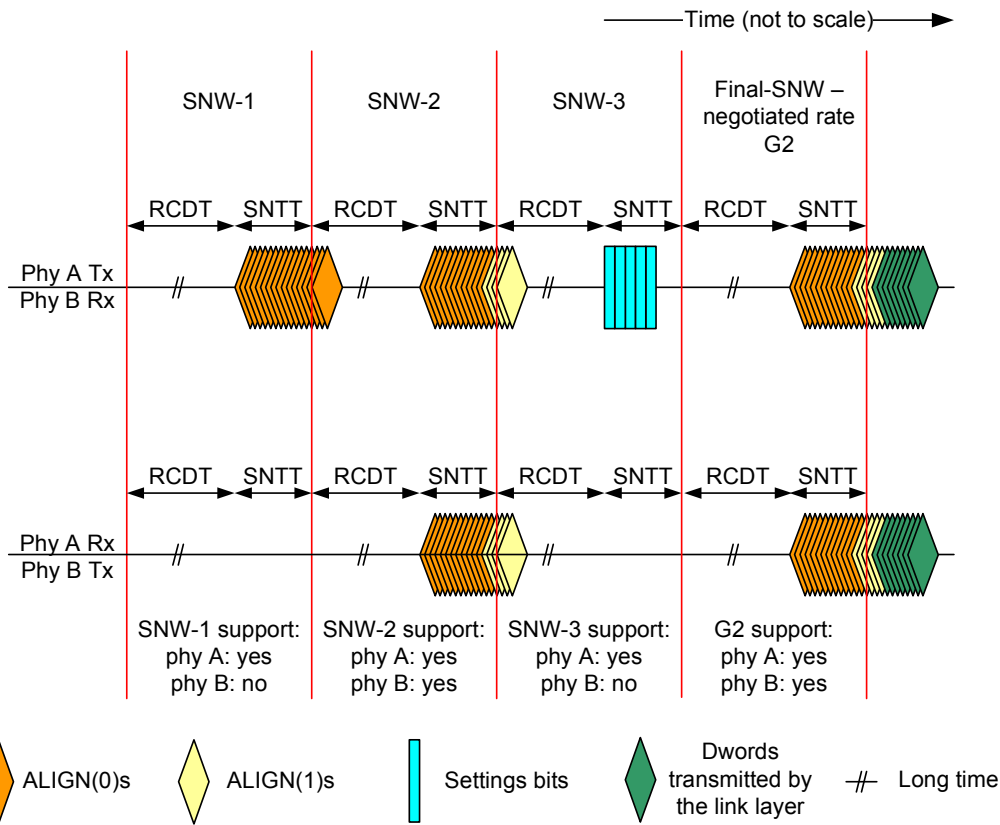 Time (not to scale)
SNW-1
SNW-2
SNW-3
Final-SNW –
negotiated rate
G2
RCDT SNTT RCDT SNTT RCDT SNTT RCDT SNTT
Phy A Tx
Phy B Rx
RCDT SNTT RCDT SNTT RCDT SNTT RCDT SNTT
Phy A Rx
Phy B Tx
SNW-1 support:
phy A: yes
phy B: no
SNW-2 support:
phy A: yes
phy B: yes
SNW-3 support:
phy A: yes
phy B: no
G2 support:
phy A: yes
phy B: yes
ALIGN(0)s
ALIGN(1)s
Settings bits
Dwords
transmitted by
the link layer
Long time